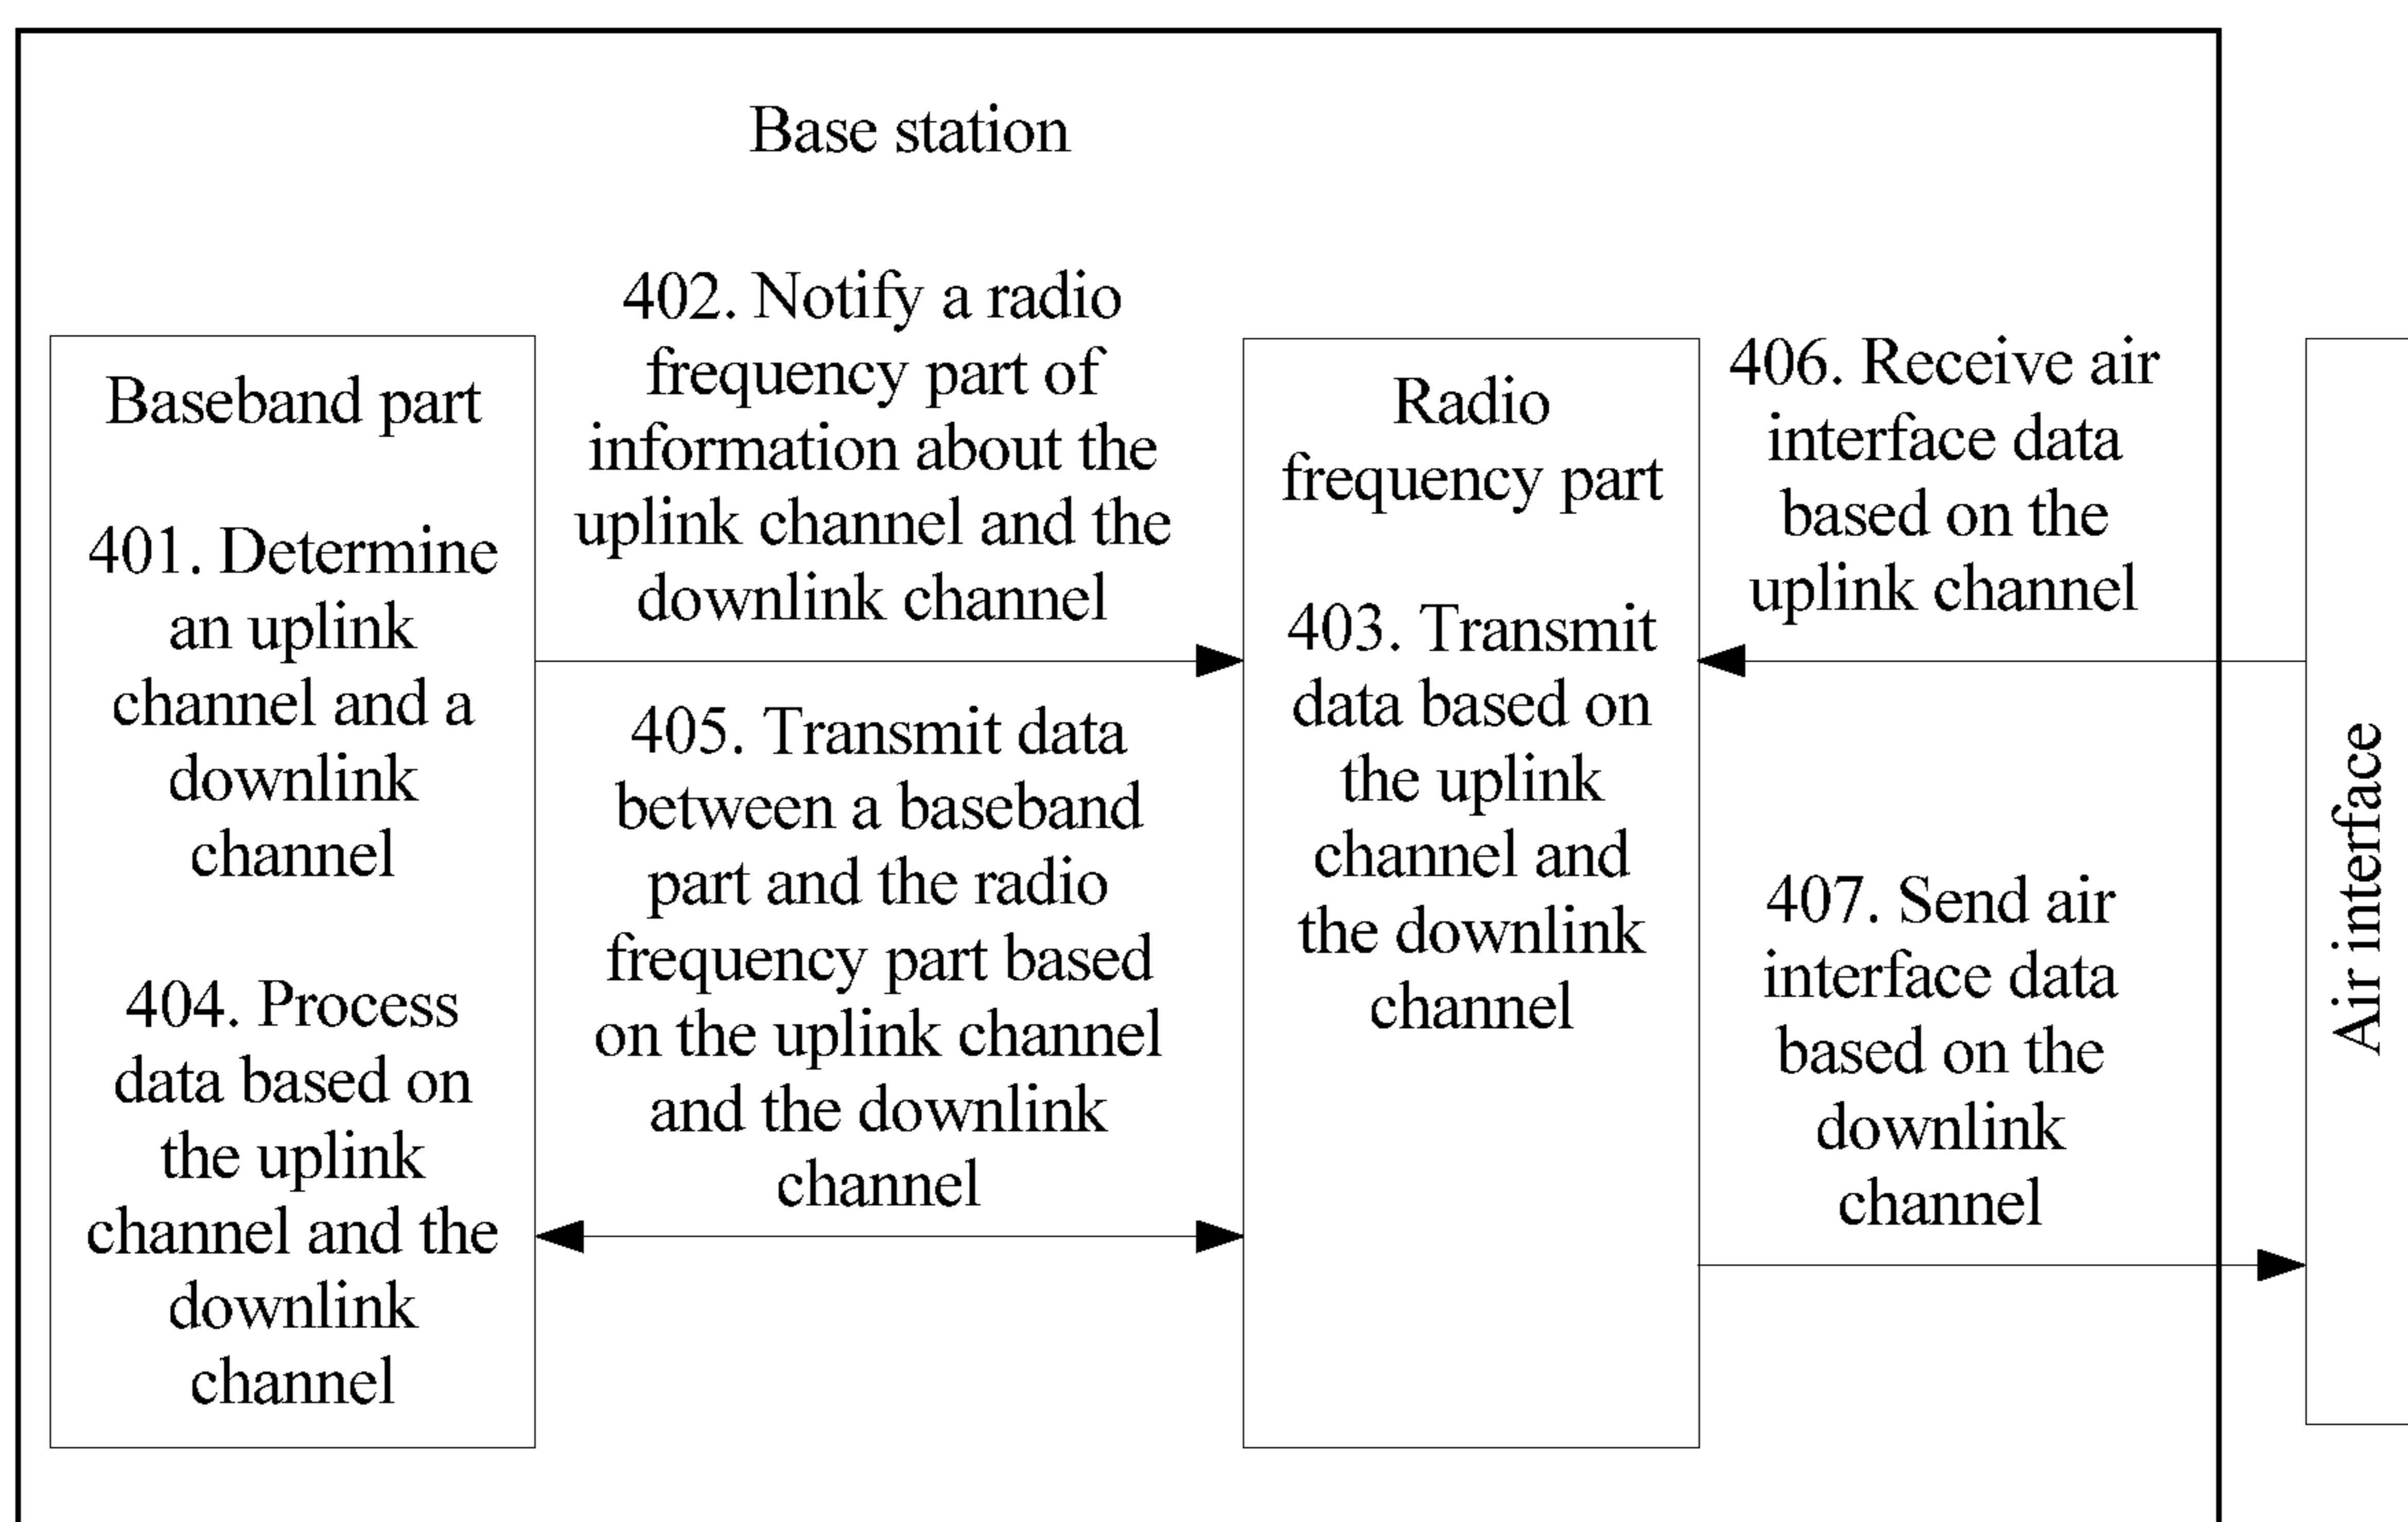 Base station
Baseband part
401. Determine
an uplink
channel and a
downlink
channel
404. Process
data based on
the uplink
channel and the
downlink
channel
402. Notify a radio
frequency part of
information about the
uplink channel and the
downlink channel
405. Transmit data
between a baseband
part and the radio
frequency part based
on the uplink channel
and the downlink
channel
Radio
frequency part
403. Transmit
data based on
the uplink
channel and
the downlink
channel
406. Receive air
interface data
based on the
uplink channel
407. Send air
interface data
based on the
downlink
channel
Air interface